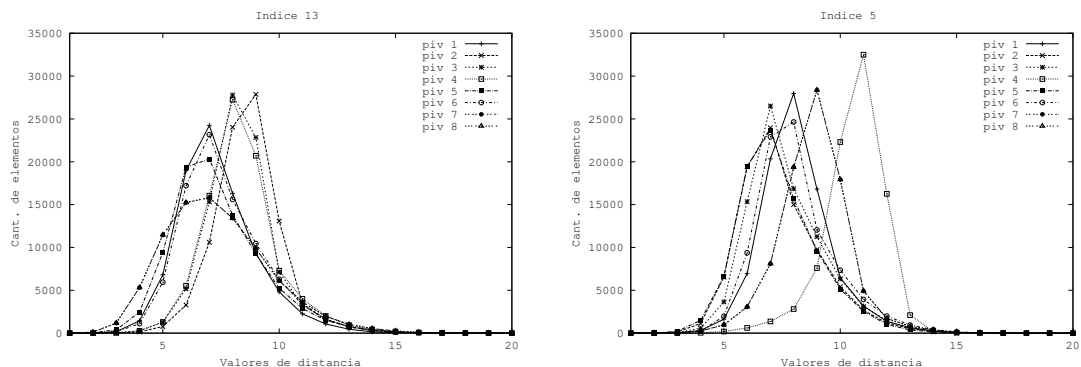 Indice 13
35000
30000
25000
20000
15000
10000
5000
0
5
10
15
20
Cant. de elementos
Valores de distancia
piv 1
piv 2
piv 3
piv 4
piv 5
piv 6
piv 7
piv 8
Indice 5
35000
30000
25000
20000
15000
10000
5000
0
5
10
15
20
Cant. de elementos
Valores de distancia
piv 1
piv 2
piv 3
piv 4
piv 5
piv 6
piv 7
piv 8